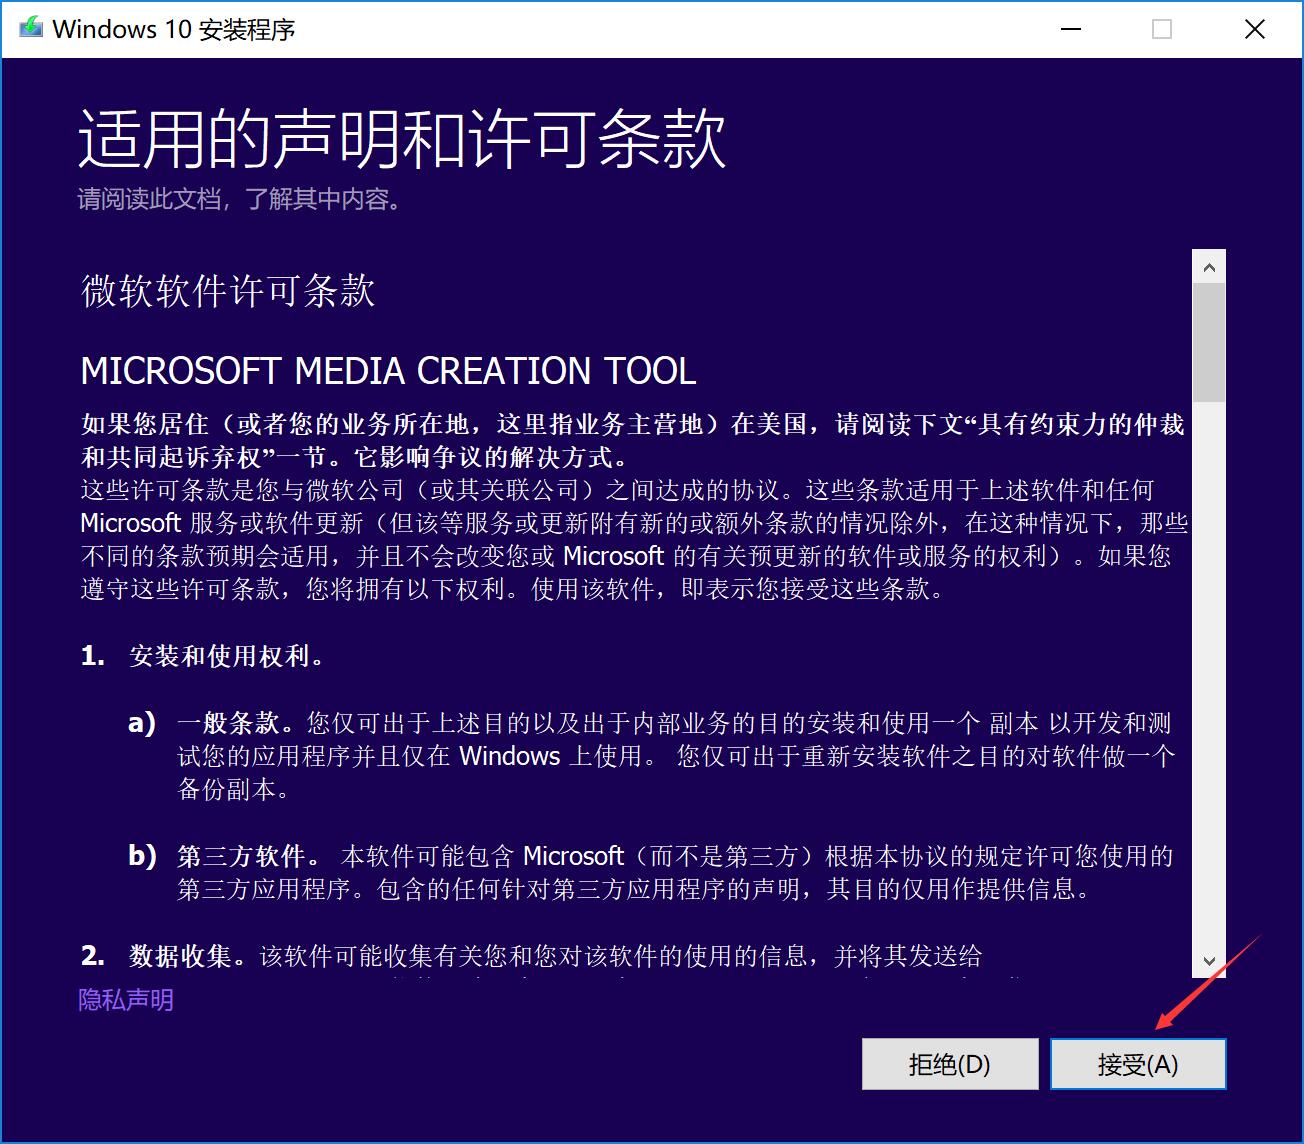 Windows 10 安装程序
适用的声明和许可条款
请阅读此文档，了解其中内容。
微软软件许可条款
MICROSOFT MEDIA CREATION TOOL
如果您居住（或者您的业务所在地，这里指业务主营地）在美国，请阅读下文“具有约束力的仲裁
和共同起诉弃权”一节。它影响争议的解决方式。
这些许可条款是您与微软公司（或其关联公司）之间达成的协议。这些条款适用于上述软件和任何
Microsoft 服务或软件更新（但该等服务或更新附有新的或额外条款的情况除外，在这种情况下，那些
不同的条款预期会适用，并且不会改变您或 Microsoft 的有关预更新的软件或服务的权利）。如果您
遵守这些许可条款，您将拥有以下权利。使用该软件，即表示您接受这些条款。
1. 安装和使用权利。
a) 一般条款。您仅可出于上述目的以及出于内部业务的目的安装和使用一个 副本 以开发和测
试您的应用程序并且仅在 Windows 上使用。 您仅可出于重新安装软件之目的对软件做一个
备份副本。
b) 第三方软件。 本软件可能包含 Microsoft（而不是第三方）根据本协议的规定许可您使用的
第三方应用程序。包含的任何针对第三方应用程序的声明，其目的仅用作提供信息。
2. 数据收集。该软件可能收集有关您和您对该软件的使用的信息，并将其发送给
隐私声明
拒绝(D)
接受(A)